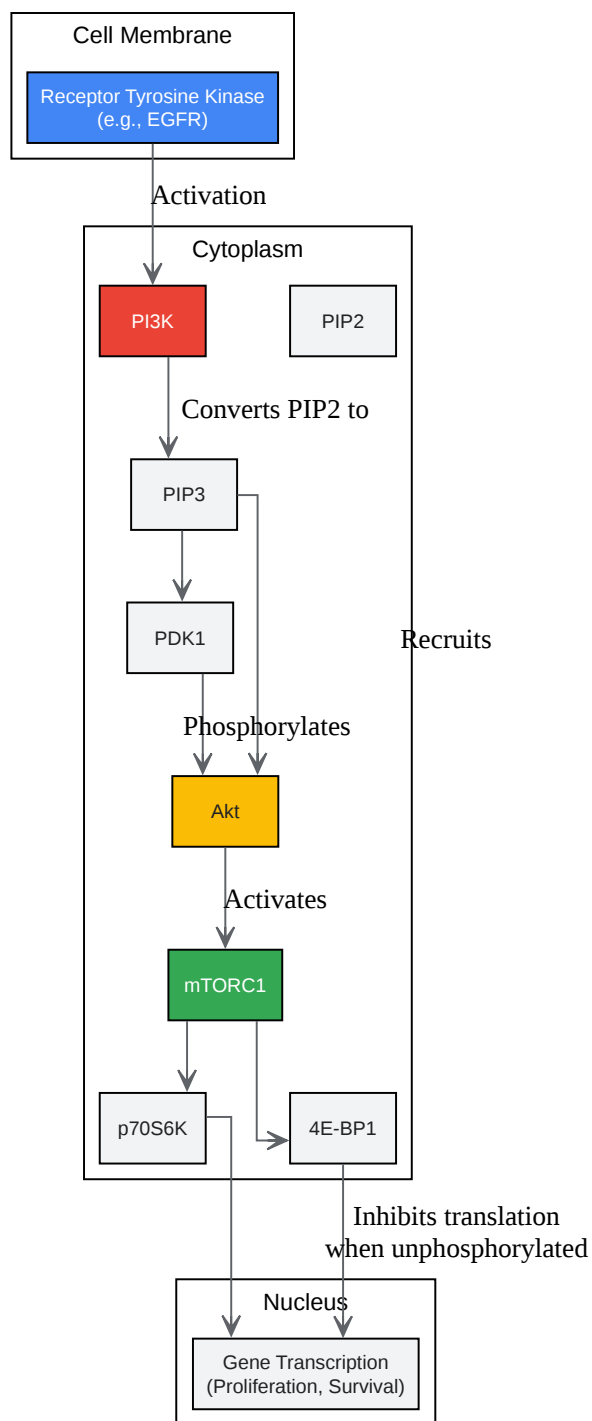 Cell Membrane
Receptor Tyrosine Kinase
(e.g., EGFR)
Activation
Cytoplasm
PI3K
PIP2
Converts PIP2 to
PIP3
PDK1
Recruits
Phosphorylates
Akt
Activates
mTORC1
p70S6K
4E-BP1
Inhibits translation
when unphosphorylated
Nucleus
Gene Transcription
(Proliferation, Survival)